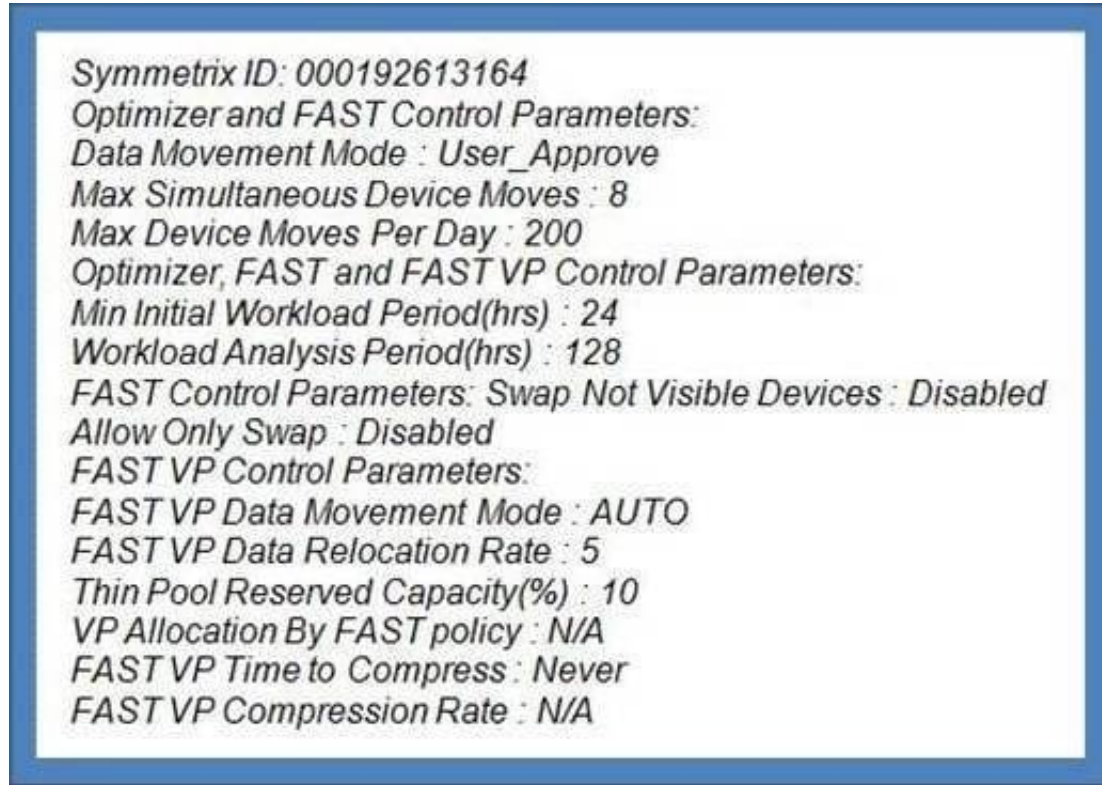 Symmetrix ID: 000192613164
Optimizer and FAST Control Parameters:
Data Movement Mode : User_Approve
Max Simultaneous Device Moves : 8
Max Device Moves Per Day : 200
Optimizer, FAST and FAST VP Control Parameters:
Min Initial Workload Period(hrs) : 24
Workload Analysis Period(hrs) : 128
FAST Control Parameters: Swap Not Visible Devices : Disabled
Allow Only Swap : Disabled
FAST VP Control Parameters:
FAST VP Data Movement Mode : AUTO
FAST VP Data Relocation Rate : 5
Thin Pool Reserved Capacity(%) : 10
VP Allocation By FAST policy : N/A
FAST VP Time to Compress : Never
FAST VP Compression Rate : N/A